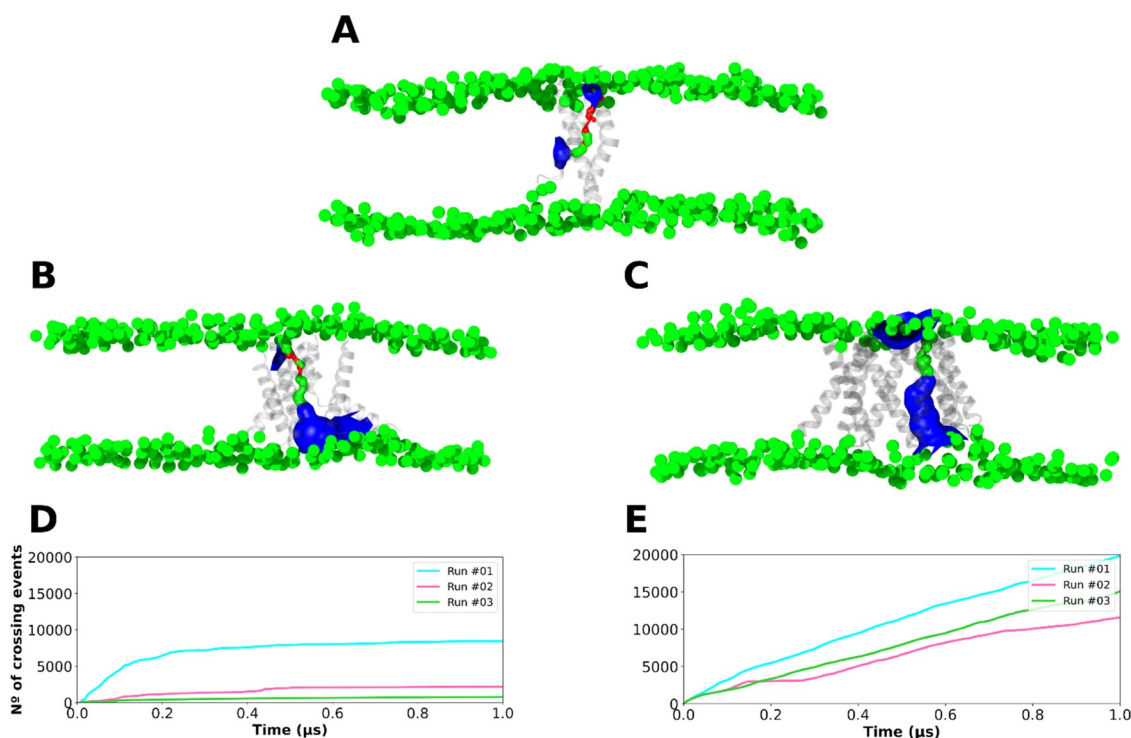 A
B
C
D
E
Nº of crosssing events
20000
15000
10000
5000
0
0.0 0.2 0.4 0.6 0.8 1.0
Time (µs)
Run #01
Run #02
Run #03
20000
15000
10000
5000
0
0.0 0.2 0.4 0.6 0.8 1.0
Time (µs)
Run #01
Run #02
Run #03